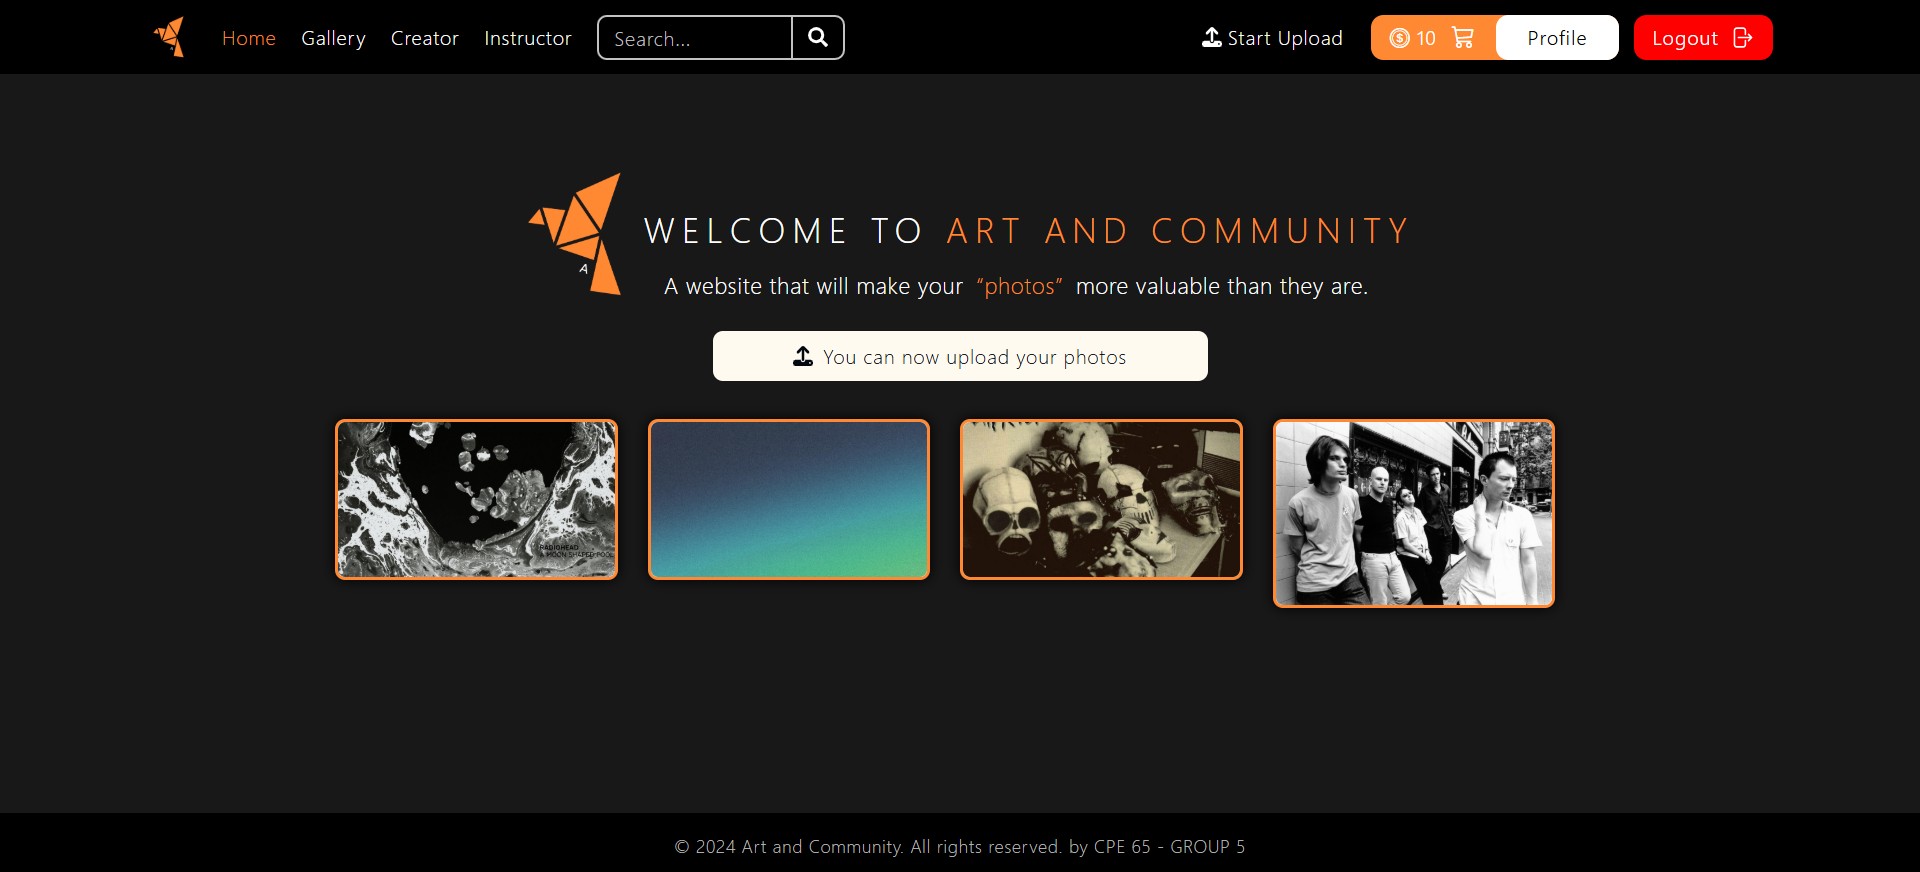 Home Gallery Creator Instructor Search... Start Upload 10 Profile Logout
WELCOME TO ART AND COMMUNITY
A
A website that will make your “photos” more valuable than they are.
You can now upload your photos
RADIOHEAD
A MOON SHAPED POOL
© 2024 Art and Community. All rights reserved. by CPE 65 - GROUP 5